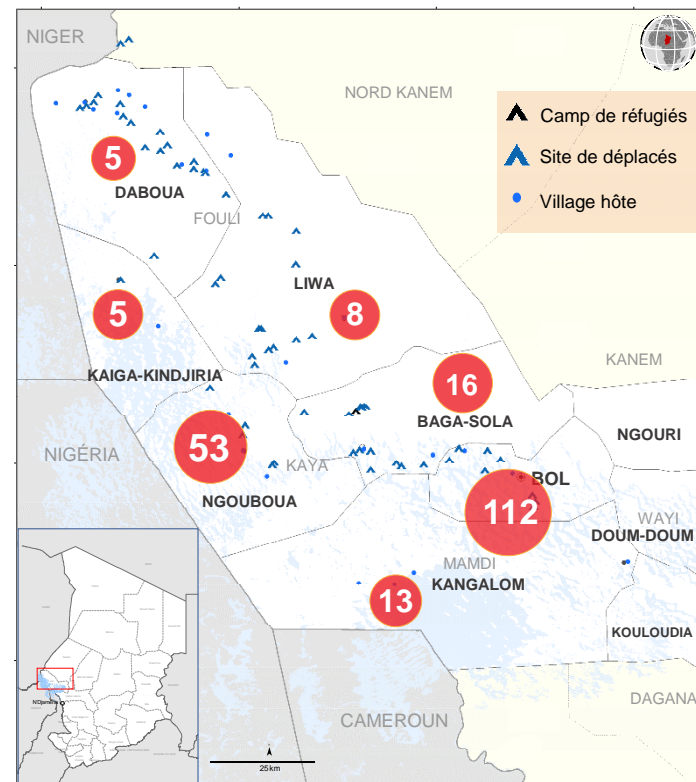 NIGER
NORD KANEM
Camp de réfugiés
Site de déplacés
Village hôte
5
DABOUA
FOULI
LIWA
5
8
KAIGA-KINDJIRIA
KANEM
16
BAGA-SOLA
NGOURI
53
NIGÉRIA
KAYA
NGOUBOUA
BOL
112
WAYI
DOUM-DOUM
MAMDI
KANGALOM
13
KOULOUDIA
N'Djaména
DAGANA
CAMEROUN
25km